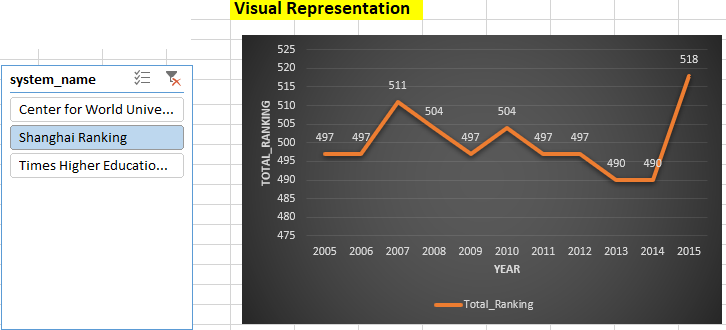 Visual Representation
system_name
Center for World Unive...
Shanghai Ranking
Times Higher Educatio...
TOTAL_RANKING
525
520
515
510
505
500
495
490
485
480
475
497
497
511
504
497
504
497
497
490
490
518
2005 2006 2007 2008 2009 2010 2011 2012 2013 2014 2015
YEAR
Total_Ranking